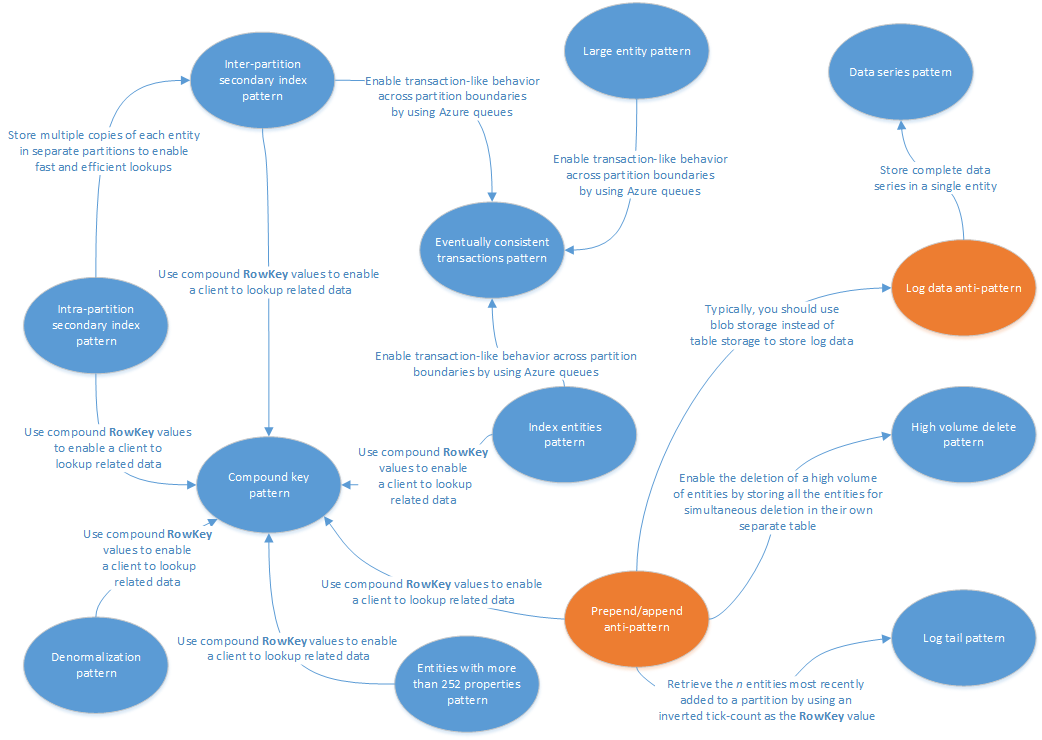 Inter-partition
secondary index
pattern
Large entity pattern
Data series pattern
Enable transaction-like behavior
across partition boundaries
by using Azure queues
Store multiple copies of each entity
in separate partitions to enable
fast and efficient lookups
Enable transaction-like behavior
across partition boundaries
by using Azure queues
Store complete data
series in a single entity
Eventually consistent
transactions pattern
Use compound RowKey values to enable
a client to lookup related data
Log data anti-pattern
Intra-partition
secondary index
pattern
Typically, you should use
blob storage instead of
table storage to store log data
Enable transaction-like behavior across partition
boundaries by using Azure queues
Use compound RowKey values
to enable a client to
lookup related data
Index entities
pattern
High volume delete
pattern
Use compound RowKey
values to enable
a client to lookup
related data
Compound key
pattern
Enable the deletion of a high volume
of entities by storing all the entities for
simultaneous deletion in their own
separate table
Use compound RowKey
values to enable
a client to lookup
related data
Use compound RowKey values to enable
a client to lookup related data
Prepend/append
anti-pattern
Log tail pattern
Denormalization
pattern
Use compound RowKey values to enable
a client to lookup related data
Entities with more
than 252 properties
pattern
Retrieve the n entities most recently
added to a partition by using an
inverted tick-count as the RowKey value